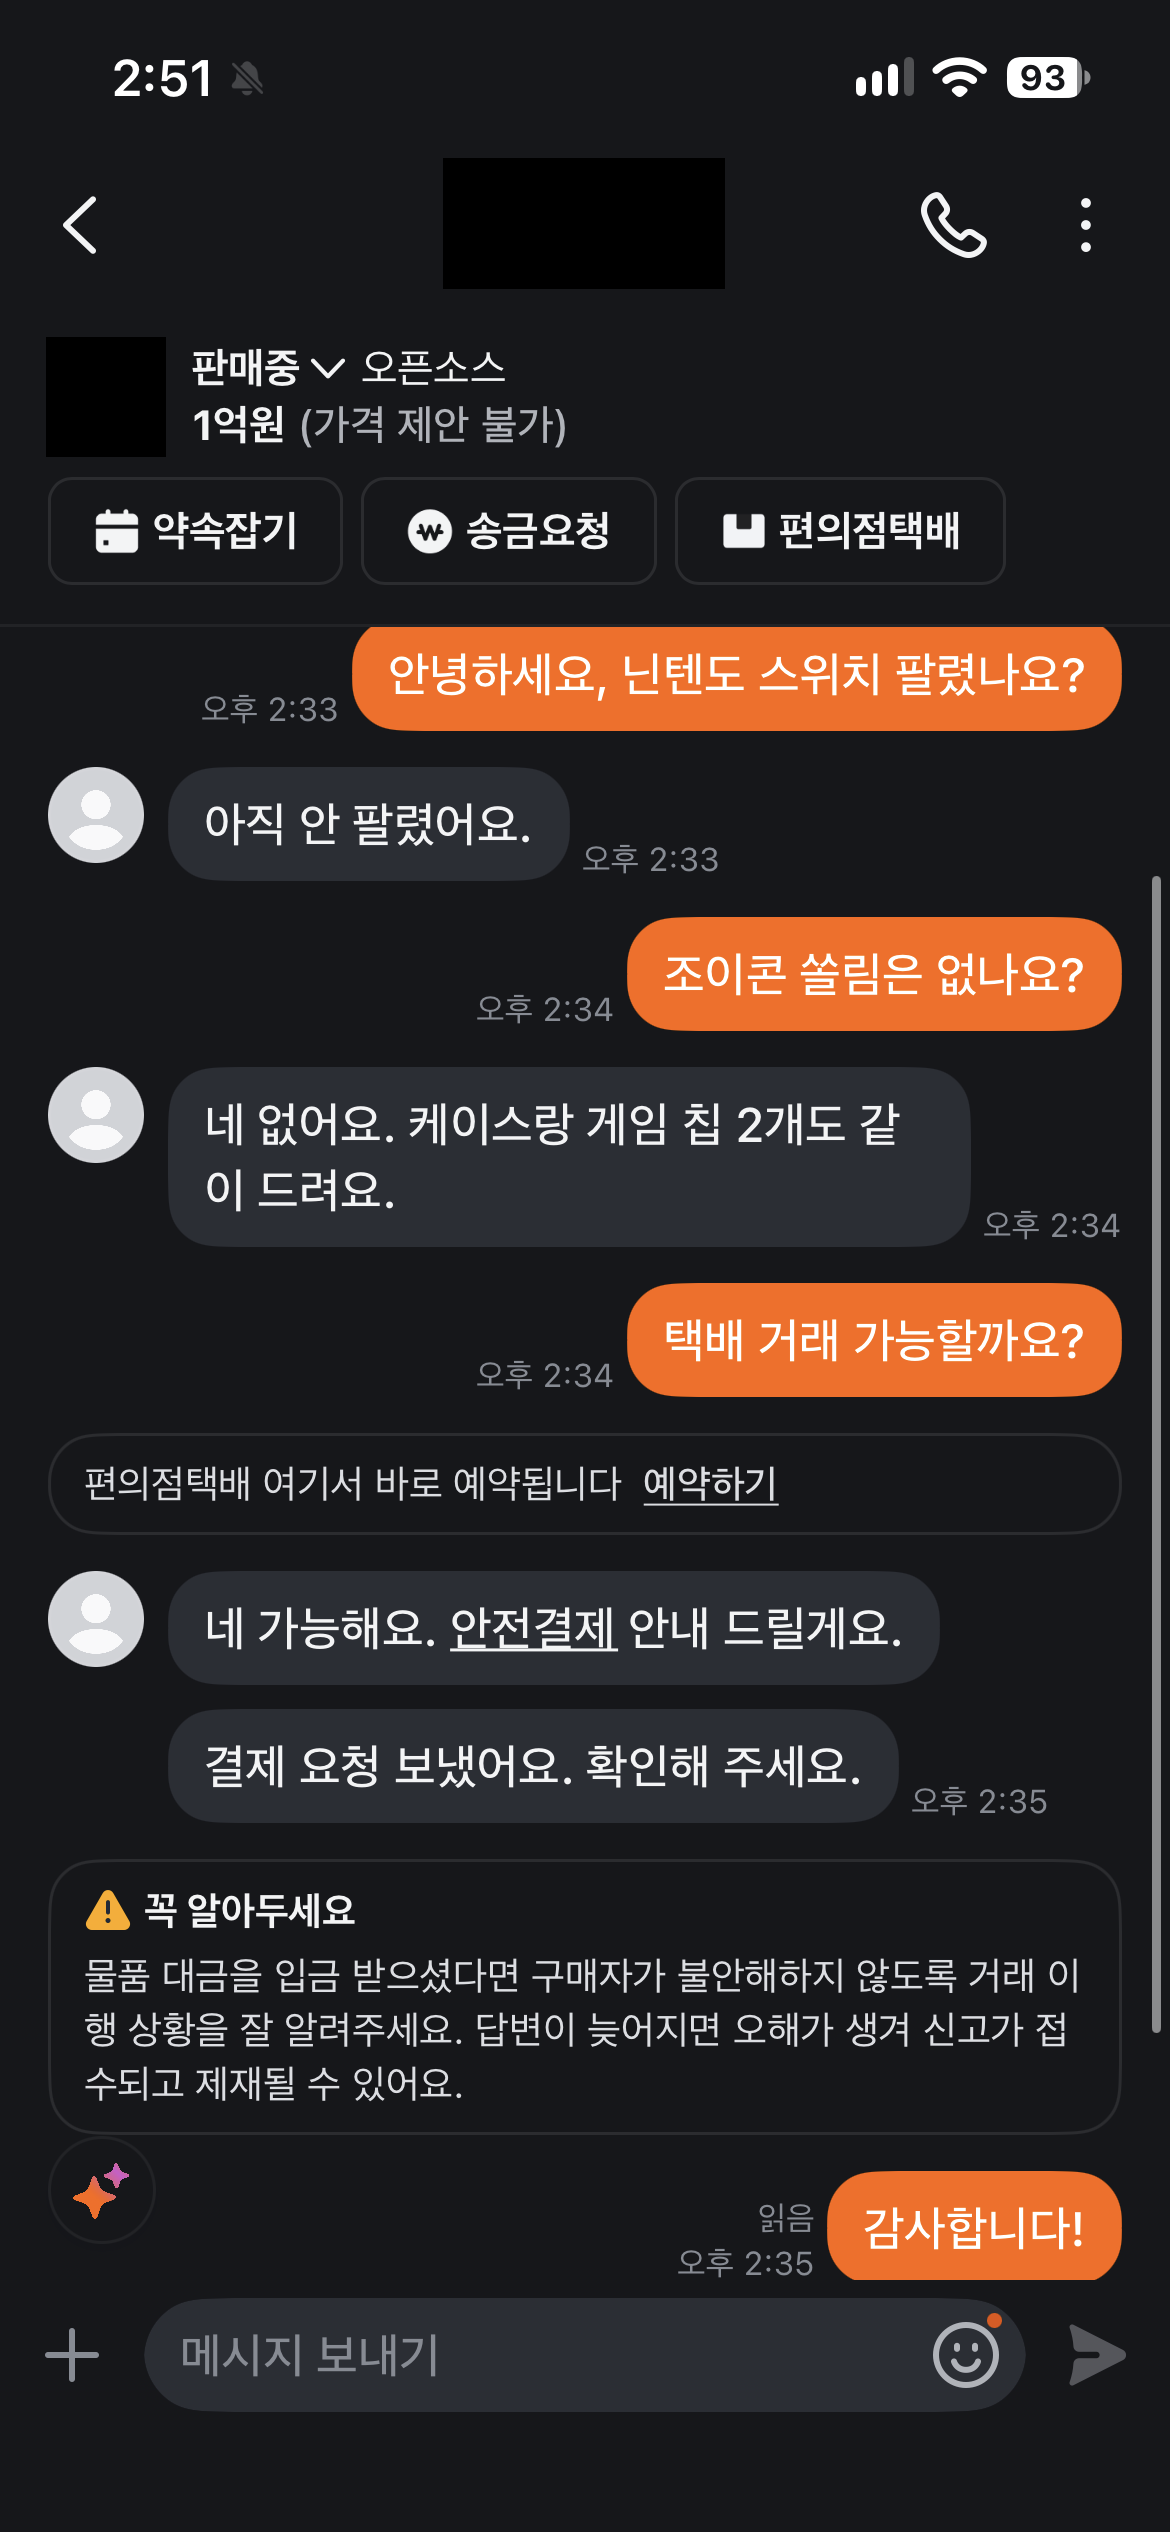 2:51
93
판매중 오픈소스
1억원 (가격 제안 불가)
약속잡기 송금요청 편의점택배
안녕하세요, 닌텐도 스위치 팔렸나요?
오후 2:33
아직 안 팔렸어요.
오후 2:33
조이콘 쏠림은 없나요?
오후 2:34
네 없어요. 케이스랑 게임 칩 2개도 같
이 드려요.
오후 2:34
택배 거래 가능할까요?
오후 2:34
편의점택배 여기서 바로 예약됩니다 예약하기
네 가능해요. 안전결제 안내 드릴게요.
결제 요청 보냈어요. 확인해 주세요.
오후 2:35
꼭 알아두세요
물품 대금을 입금 받으셨다면 구매자가 불안해하지 않도록 거래 이
행 상황을 잘 알려주세요. 답변이 늦어지면 오해가 생겨 신고가 접
수되고 제재될 수 있어요.
읽음
감사합니다!
오후 2:35
메시지 보내기